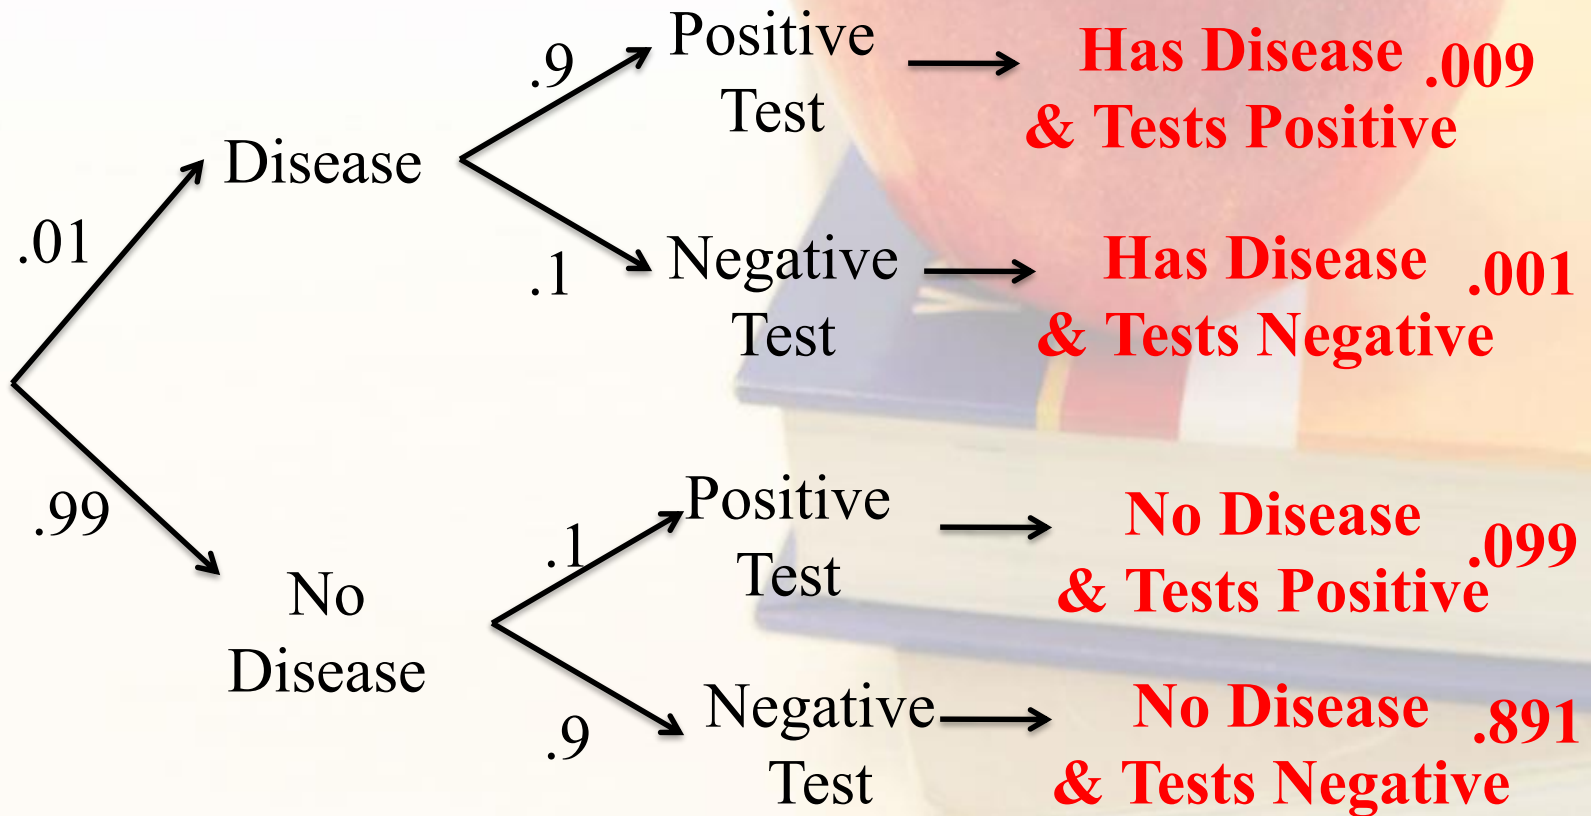 .01
Disease
.9
Positive
Test
Has Disease .009
& Tests Positive
.1
Negative
Test
Has Disease .001
& Tests Negative
.99
No
Disease
.1
Positive
Test
No Disease .099
& Tests Positive
.9
Negative
Test
No Disease .891
& Tests Negative